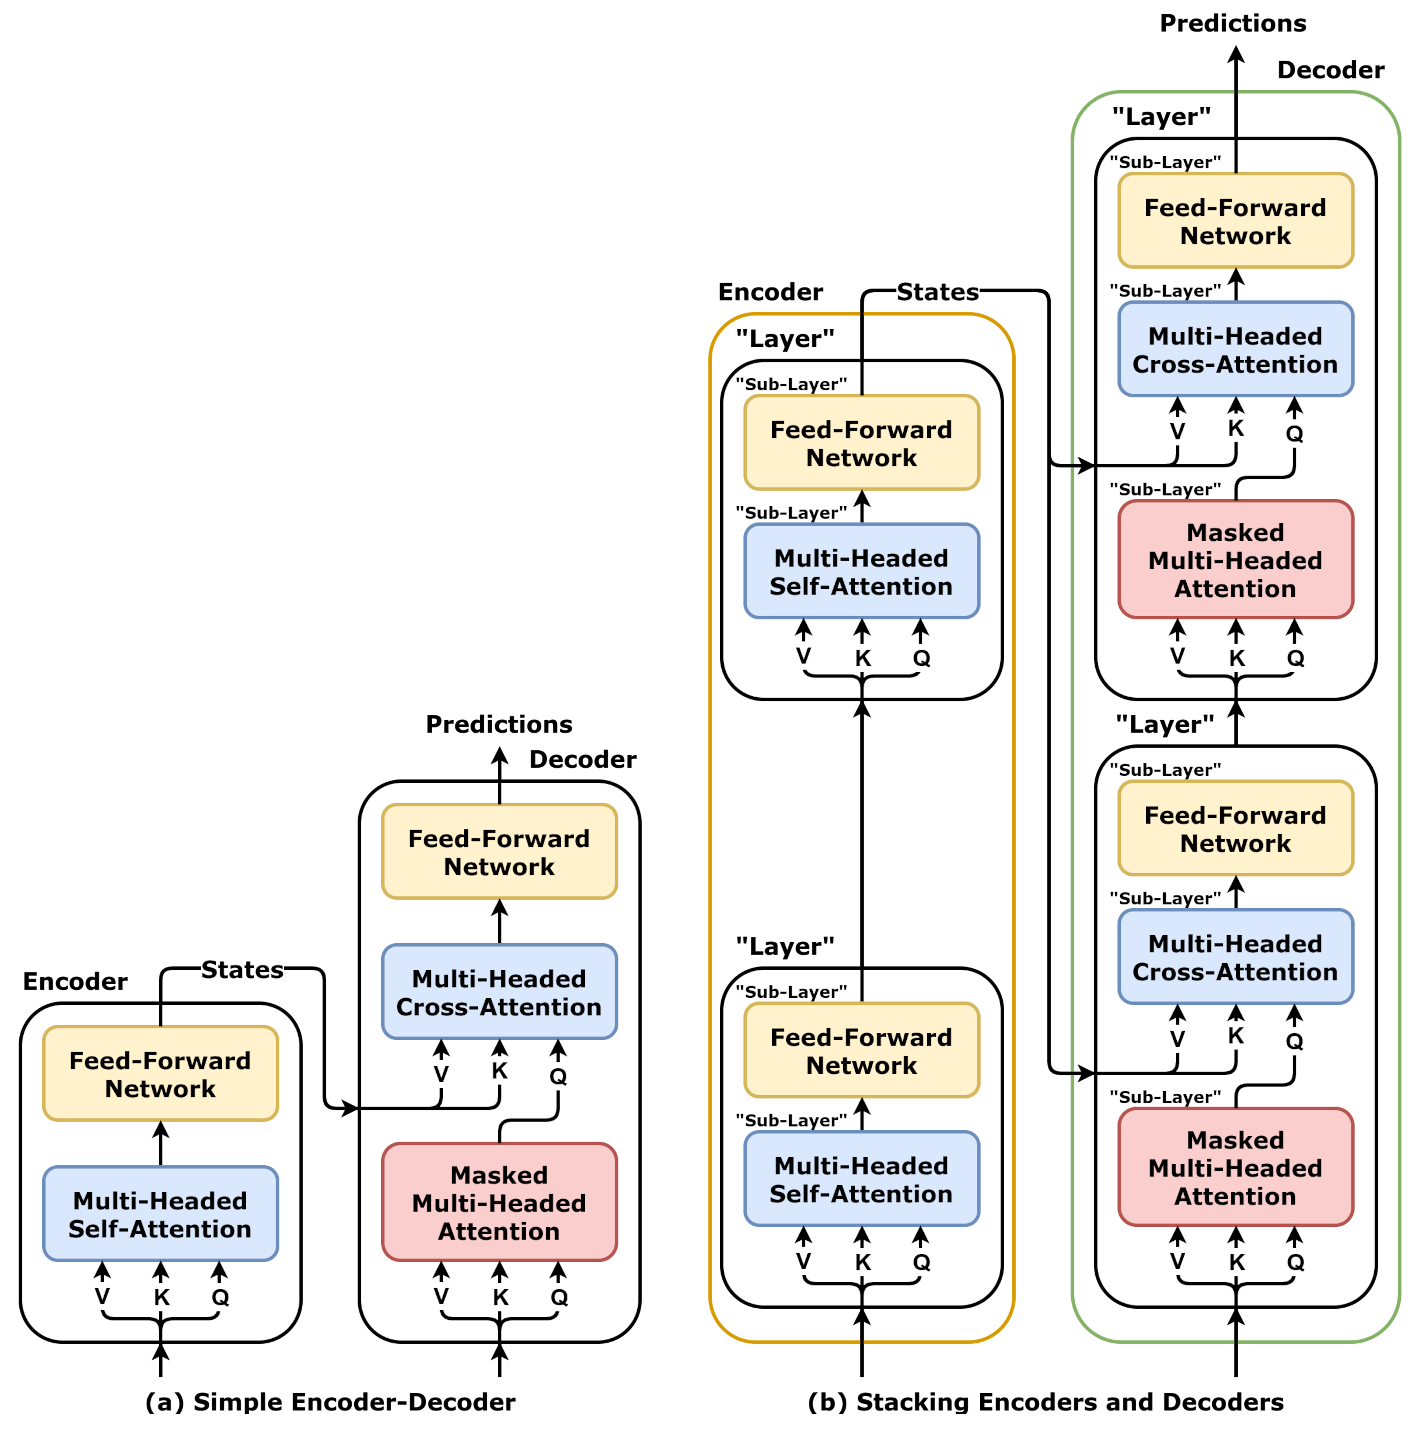 Encoder
States
Feed-Forward
Network
Multi-Headed
Self-Attention
V K Q
Predictions
Decoder
Feed-Forward
Network
Multi-Headed
Cross-Attention
V K Q
Masked
Multi-Headed
Attention
V K Q
(a) Simple Encoder-Decoder
Encoder
States
"Layer"
"Sub-Layer"
Feed-Forward
Network
"Sub-Layer"
Multi-Headed
Self-Attention
V K Q
"Layer"
"Sub-Layer"
Feed-Forward
Network
"Sub-Layer"
Multi-Headed
Self-Attention
V K Q
Predictions
Decoder
"Layer"
"Sub-Layer"
Feed-Forward
Network
"Sub-Layer"
Multi-Headed
Cross-Attention
V K Q
"Sub-Layer"
Masked
Multi-Headed
Attention
V K Q
"Layer"
"Sub-Layer"
Feed-Forward
Network
"Sub-Layer"
Multi-Headed
Cross-Attention
V K Q
"Sub-Layer"
Masked
Multi-Headed
Attention
V K Q
(b) Stacking Encoders and Decoders